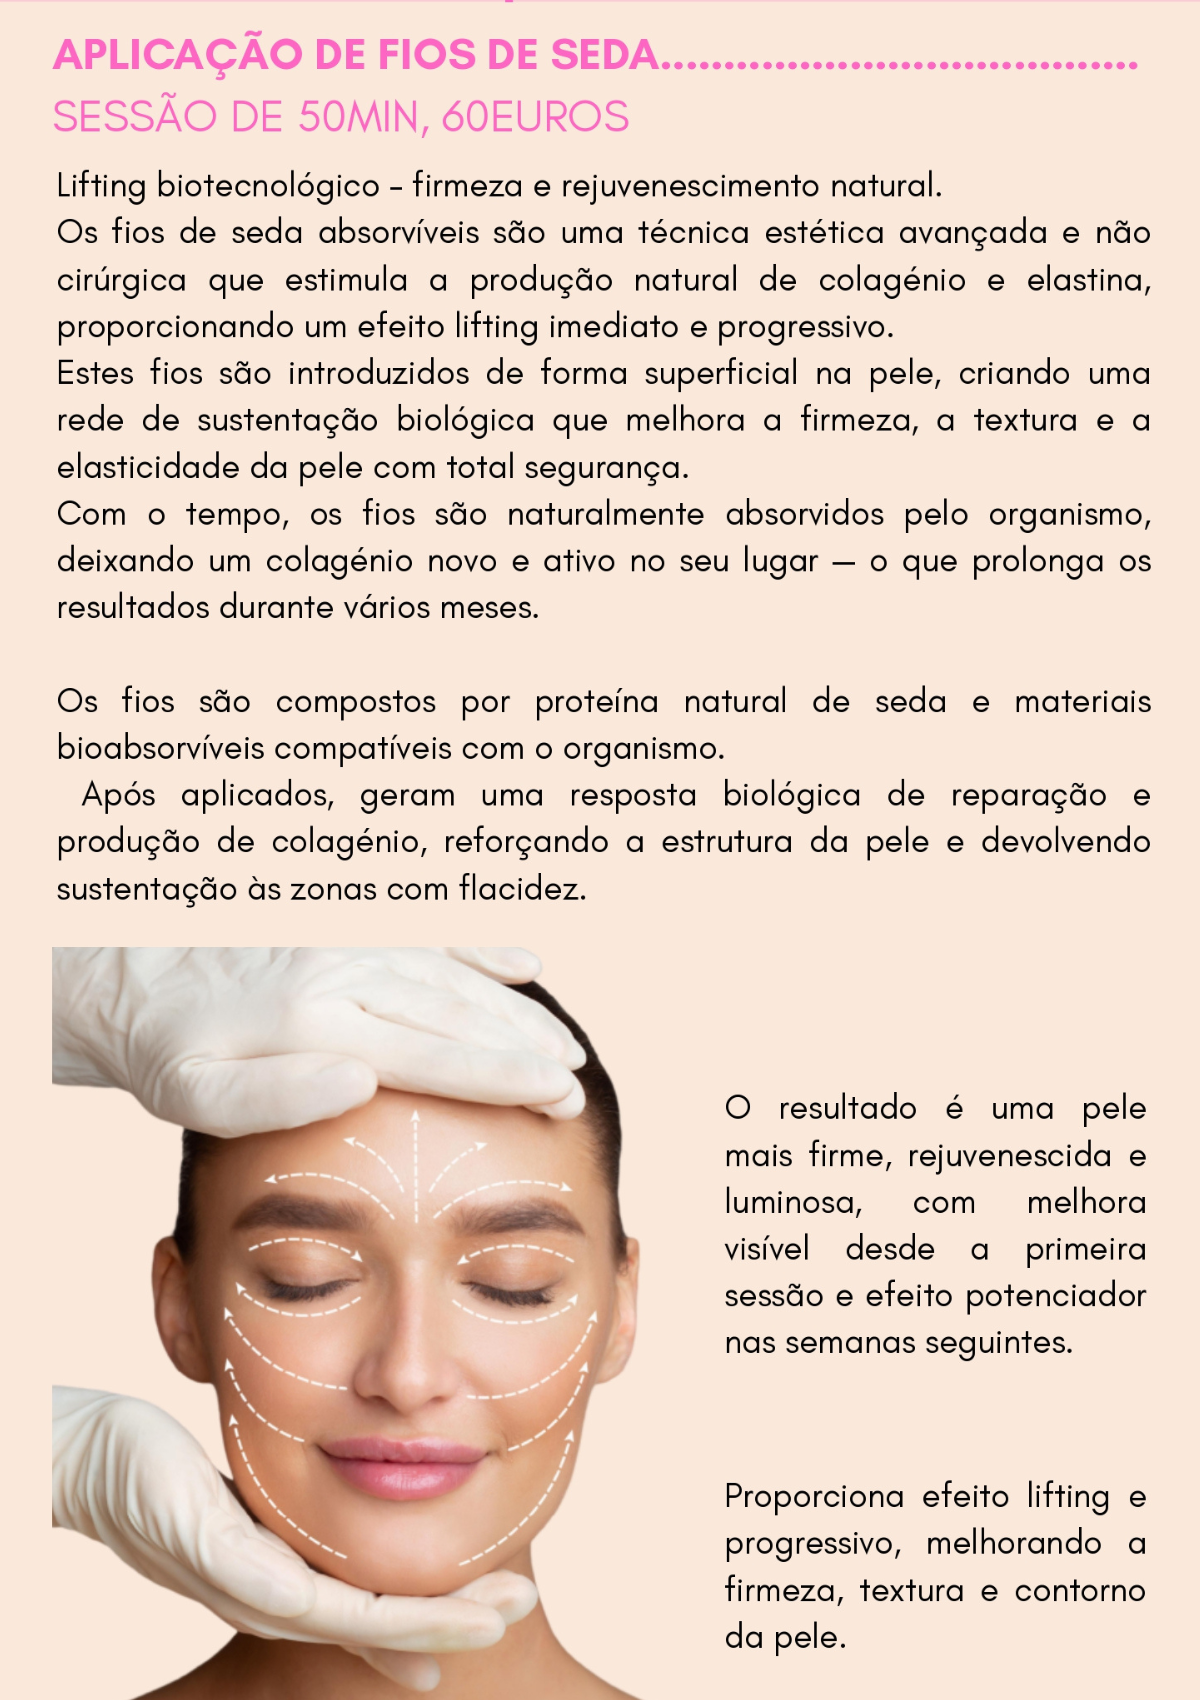 APLICAÇÃO DE FIOS DE SEDA......................................
SESSÃO DE 50MIN, 60EUROS
Lifting biotecnológico - firmeza e rejuvenescimento natural.
Os fios de seda absorvíveis são uma técnica estética avançada e não
cirúrgica que estimula a produção natural de colagénio e elastina,
proporcionando um efeito lifting imediato e progressivo.
Estes fios são introduzidos de forma superficial na pele, criando uma
rede de sustentação biológica que melhora a firmeza, a textura e a
elasticidade da pele com total segurança.
Com o tempo, os fios são naturalmente absorvidos pelo organismo,
deixando um colagénio novo e ativo no seu lugar — o que prolonga os
resultados durante vários meses.
Os fios são compostos por proteína natural de seda e materiais
bioabsorvíveis compatíveis com o organismo.
Após aplicados, geram uma resposta biológica de reparação e
produção de colagénio, reforçando a estrutura da pele e devolvendo
sustentação às zonas com flacidez.
O resultado é uma pele
mais firme, rejuvenescida e
luminosa, com melhora
visível desde a primeira
sessão e efeito potenciador
nas semanas seguintes.
Proporciona efeito lifting e
progressivo, melhorando a
firmeza, textura e contorno
da pele.